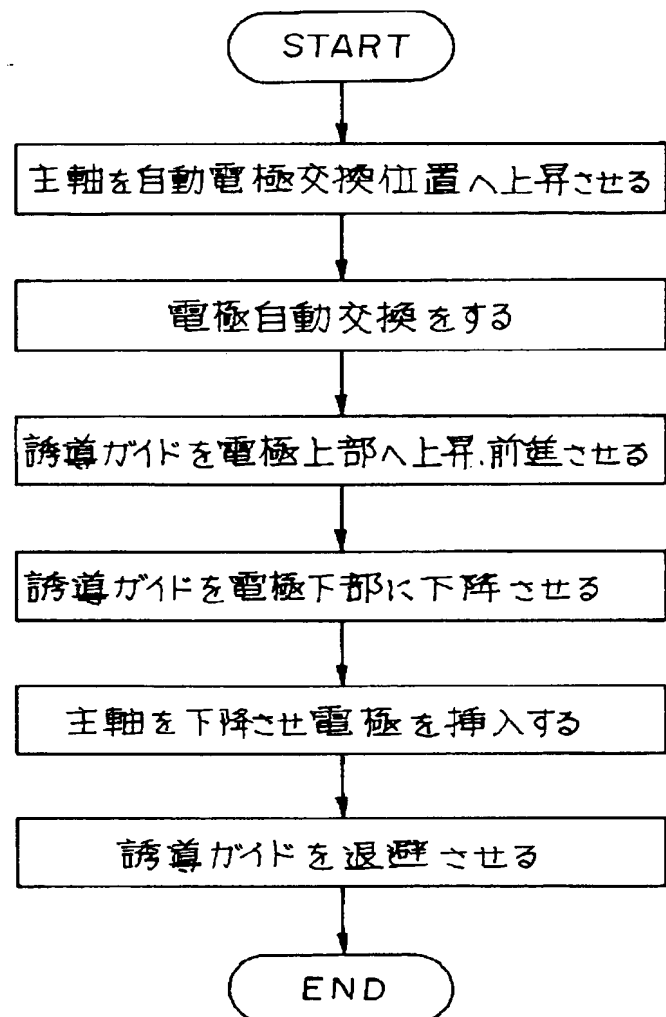 START
主軸を自動電極交換位置へ上昇させる
電極自動交換をする
誘導ガイドを電極上部へ上昇、前進させる
誘導ガイドを電極下部に下降させる
主軸を下降させ電極を挿入する
誘導ガイドを退避させる
END